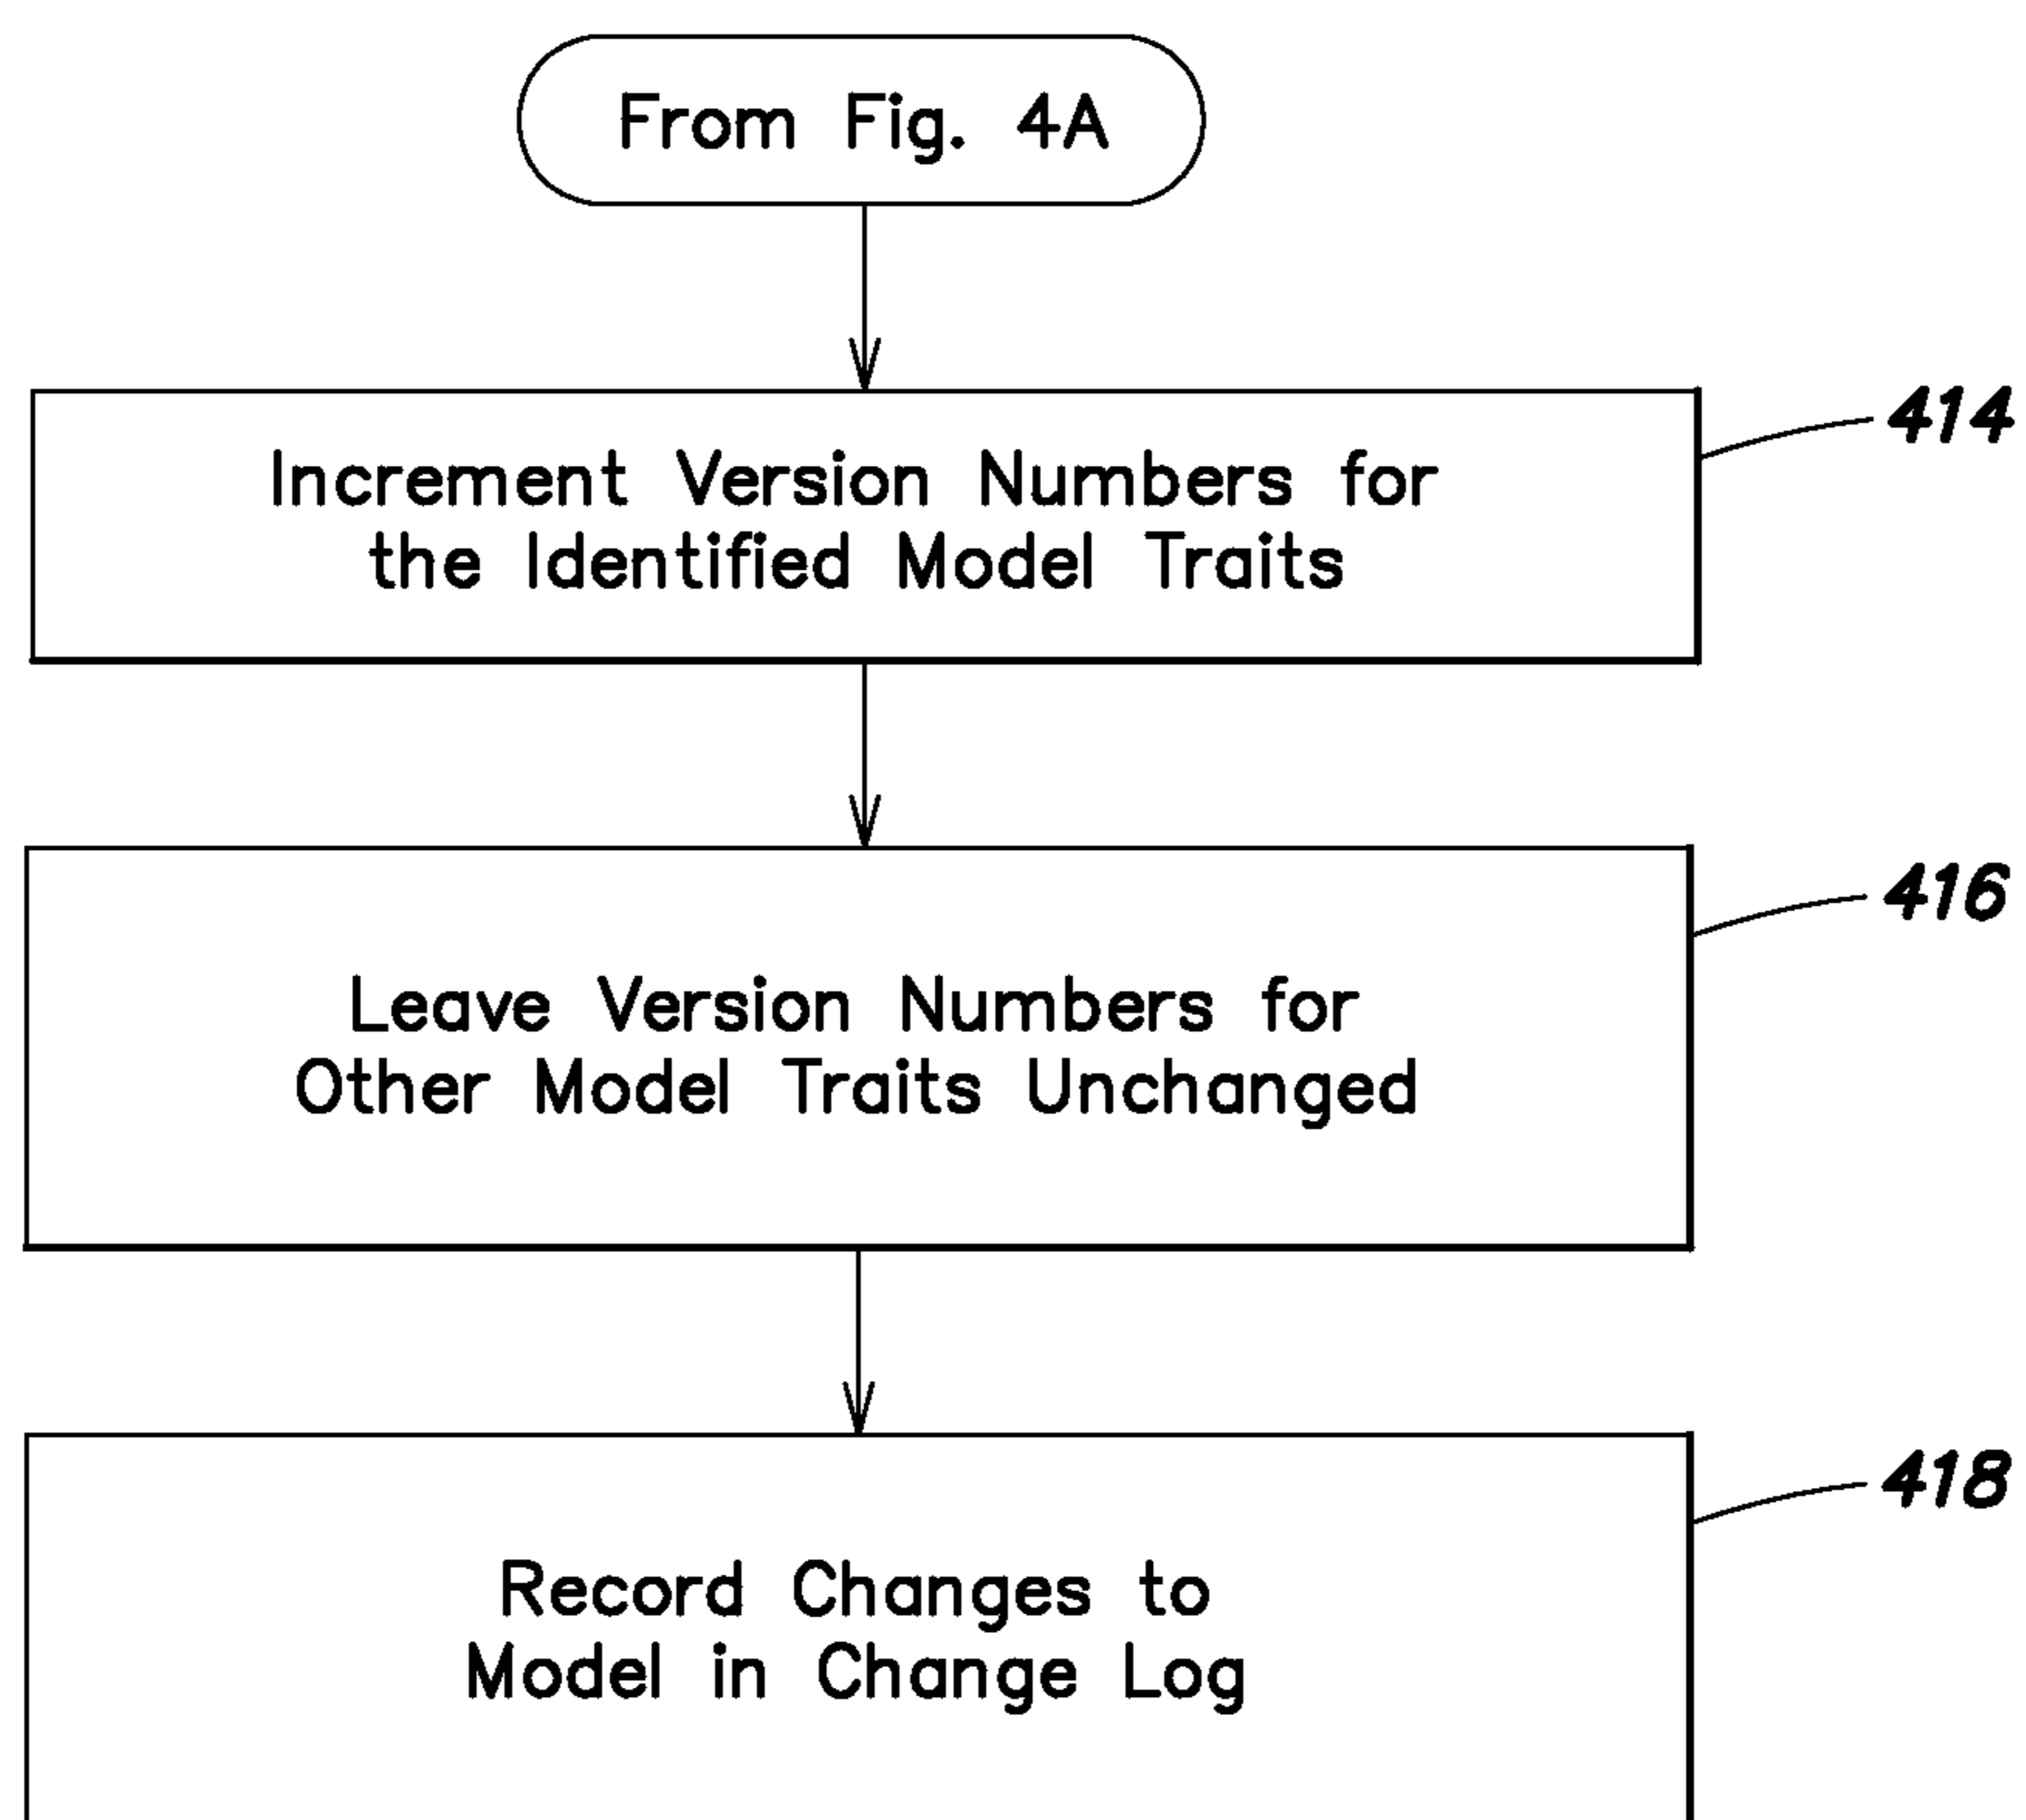 From Fig. 4A
414
Increment Version Numbers for
the Identified Model Traits
416
Leave Version Numbers for
Other Model Traits Unchanged
418
Record Changes to
Model in Change Log